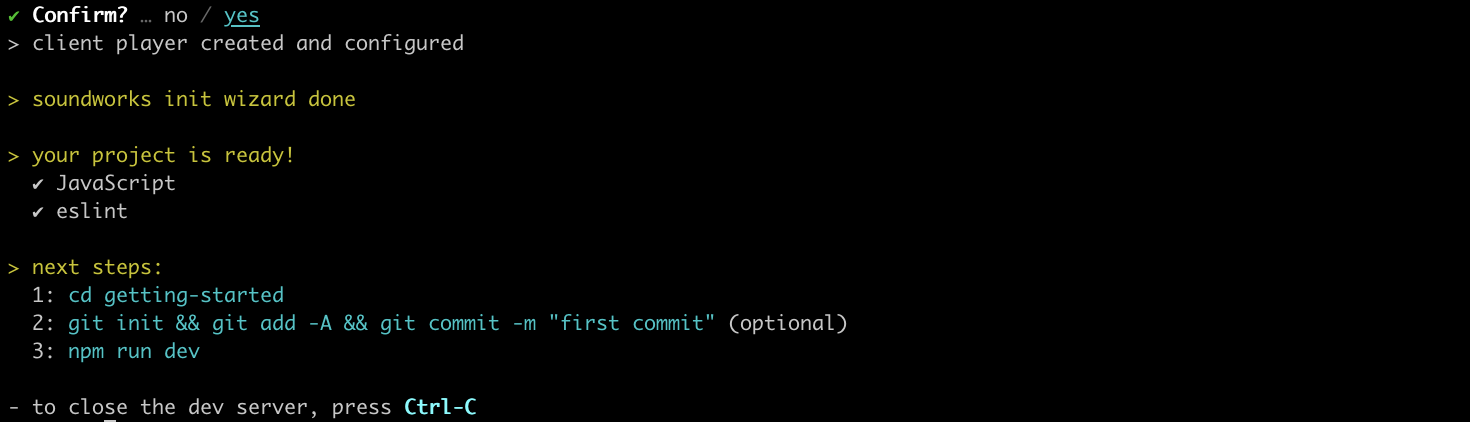 ✔ Confirm? … no / yes
> client player created and configured
> soundworks init wizard done
> your project is ready!
✔ JavaScript
✔ eslint
> next steps:
1: cd getting-started
2: git init && git add -A && git commit -m "first commit" (optional)
3: npm run dev
- to close the dev server, press Ctrl-C